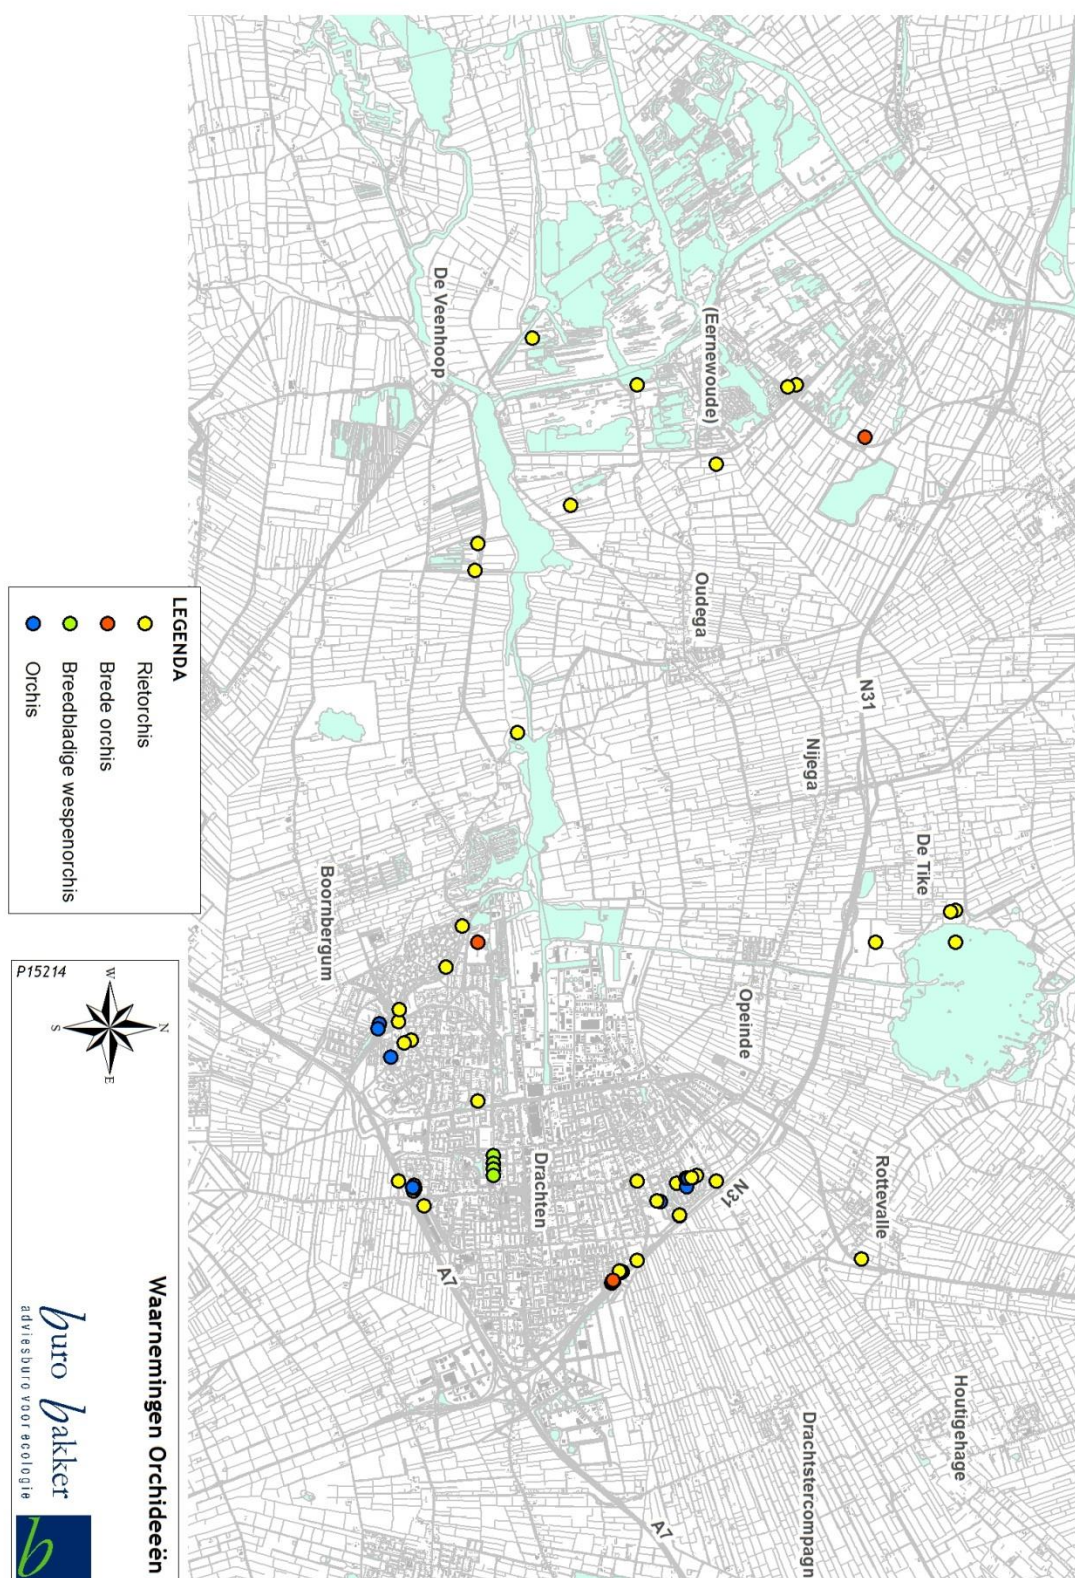 (Eernewoude)
De Veenhoop
Oudega
N31
Nijega
De Tike
Boornbergum
Opeinde
Drachten
Rottevalle
N31
A7
Houtigehage
Drachtstercompagn
A7
LEGENDA
Rietorchis
Brede orchis
Breedbladige wespenorchis
Orchis
P15214
N
W
E
S
Waarnemingen Orchideeën
buro bakker
adviesburo voor ecologie
b